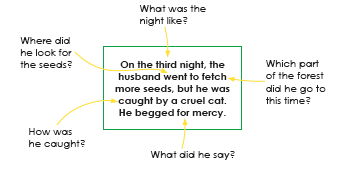 What was the
night like?
Where did
he look for
the seeds?
On the third night, the
husband went to fetch
more seeds, but he was
caught by a cruel cat.
He begged for mercy.
Which part
of the forest
did he go to
this time?
How was
he caught?
What did he say?